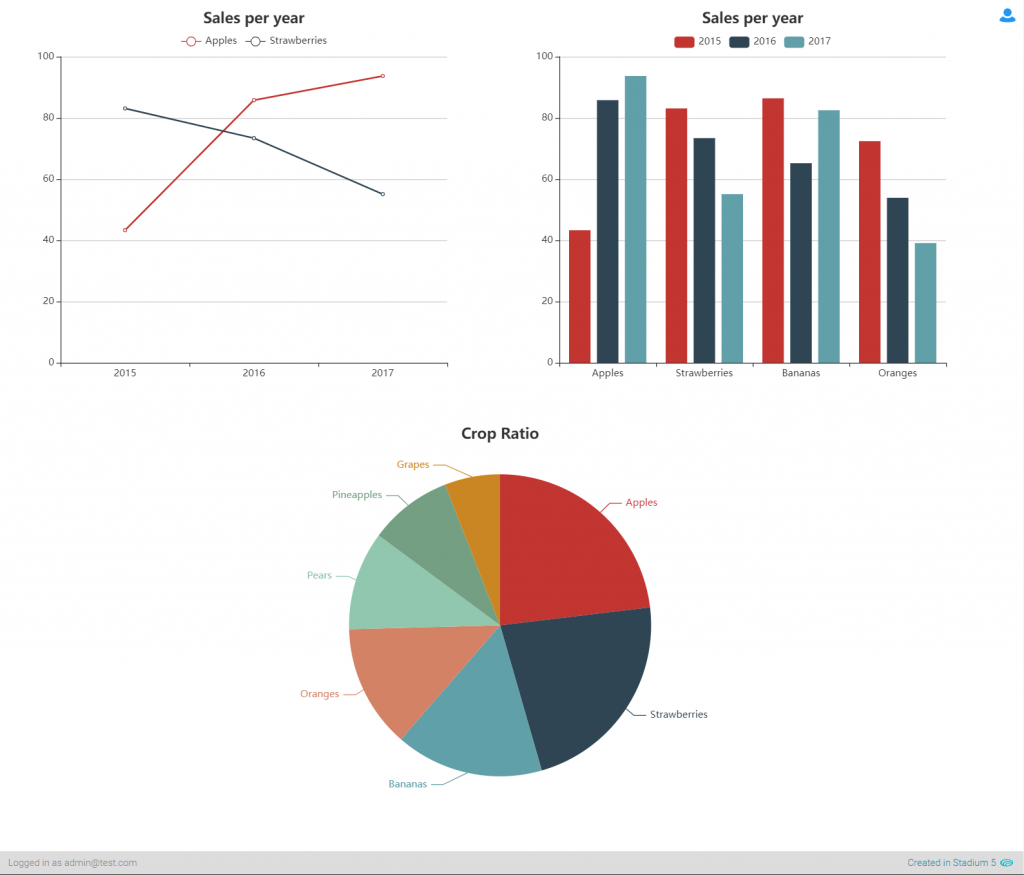 Sales per year
Apples Strawberries
100
80
60
40
20
0
2015 2016 2017
Sales per year
2015 2016 2017
100
80
60
40
20
0
Apples Strawberries Bananas Oranges
Crop Ratio
Grapes
Pineapples
Apples
Pears
Oranges
Strawberries
Bananas
Logged in as admin@test.com
Created in Stadium 5